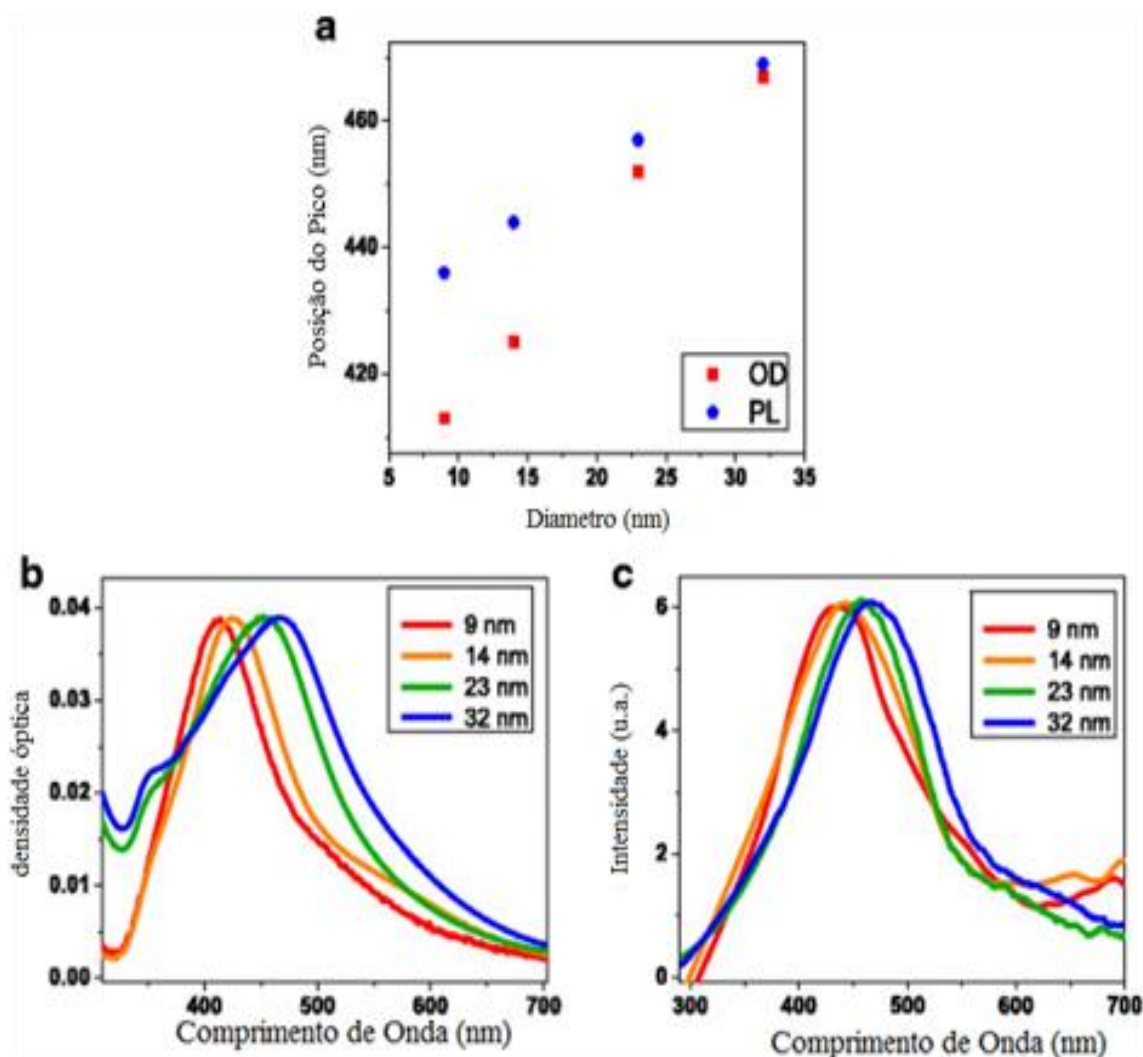 a
Posição do Pico (nm)
460
440
420
5 10 15 20 25 30 35
Diametro (nm)
OD
PL
b
densidade óptica
0.04
0.03
0.02
0.01
0.00
400 500 600 700
Comprimento de Onda (nm)
9 nm
14 nm
23 nm
32 nm
c
Intensidade (u.a.)
6
4
2
0
300 400 500 600 700
Comprimento de Onda (nm)
9 nm
14 nm
23 nm
32 nm